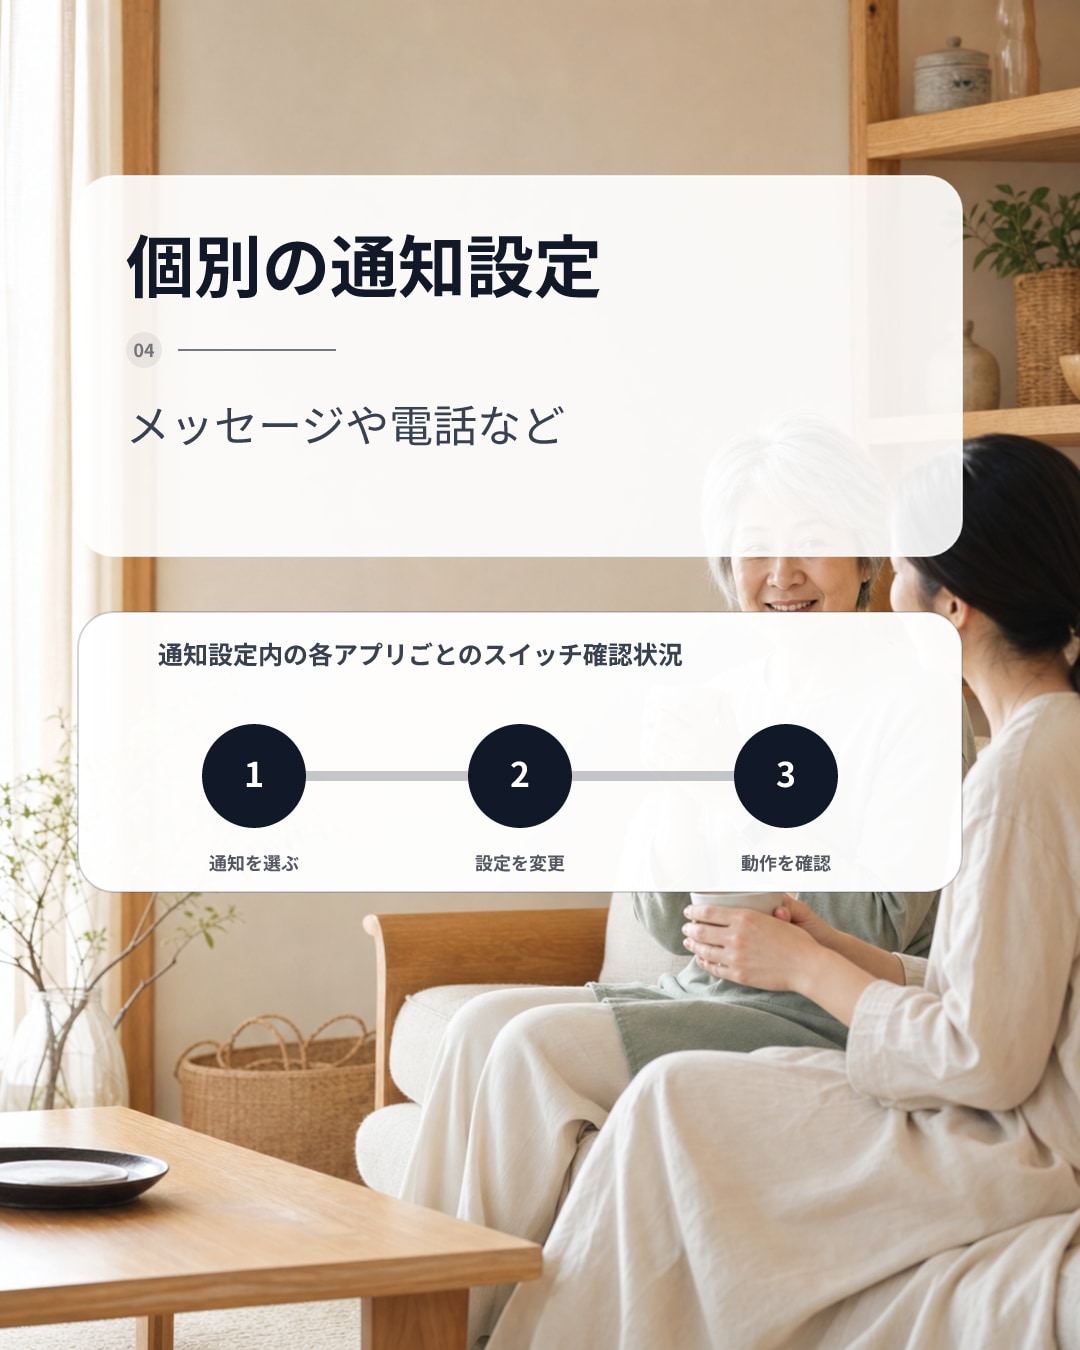 個別の通知設定
04
メッセージや電話など
通知設定内の各アプリごとのスイッチ確認状況
1
2
3
通知を選ぶ
設定を変更
動作を確認